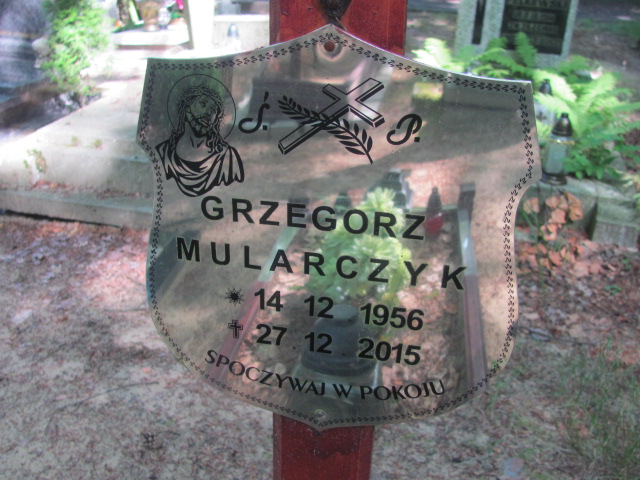 Ś. P.
GRZEGORZ
MULARCZYK
14 12 1956
27.12.2015
SPOCZYWAJ W POKOJU